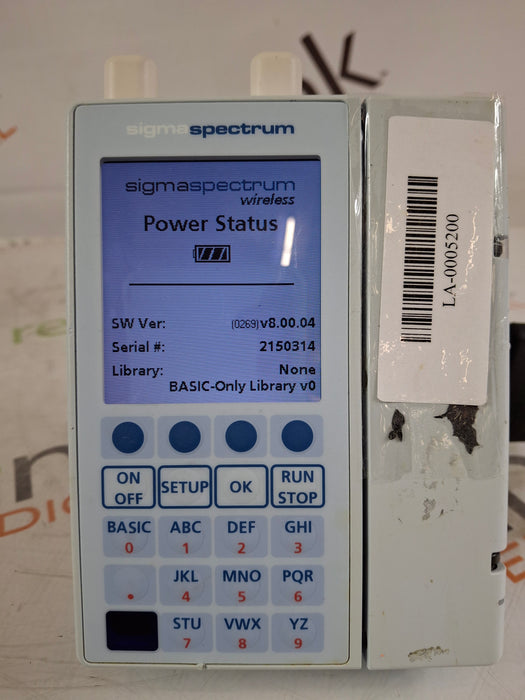 sigmaspectrum
sigmaspectrum
wireless
Power Status
SW Ver: (0269)v8.00.04
Serial #: 2150314
Library: None
BASIC-Only Library v0
ON OFF
SETUP
OK
RUN STOP
BASIC 0
ABC 1
DEF 2
GHI 3
.
JKL 4
MNO 5
PQR 6
STU 7
VWX 8
YZ 9
LA-0005200